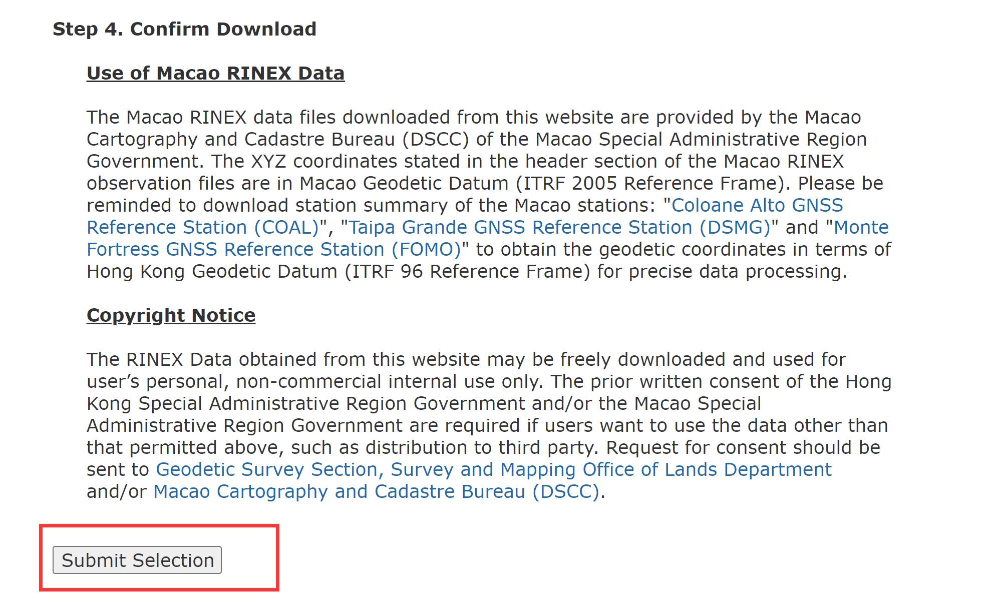 Step 4. Confirm Download
Use of Macao RINEX Data
The Macao RINEX data files downloaded from this website are provided by the Macao
Cartography and Cadastre Bureau (DSCC) of the Macao Special Administrative Region
Government. The XYZ coordinates stated in the header section of the Macao RINEX
observation files are in Macao Geodetic Datum (ITRF 2005 Reference Frame). Please be
reminded to download station summary of the Macao stations: "Coloane Alto GNSS
Reference Station (COAL)", "Taipa Grande GNSS Reference Station (DSMG)" and "Monte
Fortress GNSS Reference Station (FOMO)" to obtain the geodetic coordinates in terms of
Hong Kong Geodetic Datum (ITRF 96 Reference Frame) for precise data processing.
Copyright Notice
The RINEX Data obtained from this website may be freely downloaded and used for
user’s personal, non-commercial internal use only. The prior written consent of the Hong
Kong Special Administrative Region Government and/or the Macao Special
Administrative Region Government are required if users want to use the data other than
that permitted above, such as distribution to third party. Request for consent should be
sent to Geodetic Survey Section, Survey and Mapping Office of Lands Department
and/or Macao Cartography and Cadastre Bureau (DSCC).
Submit Selection